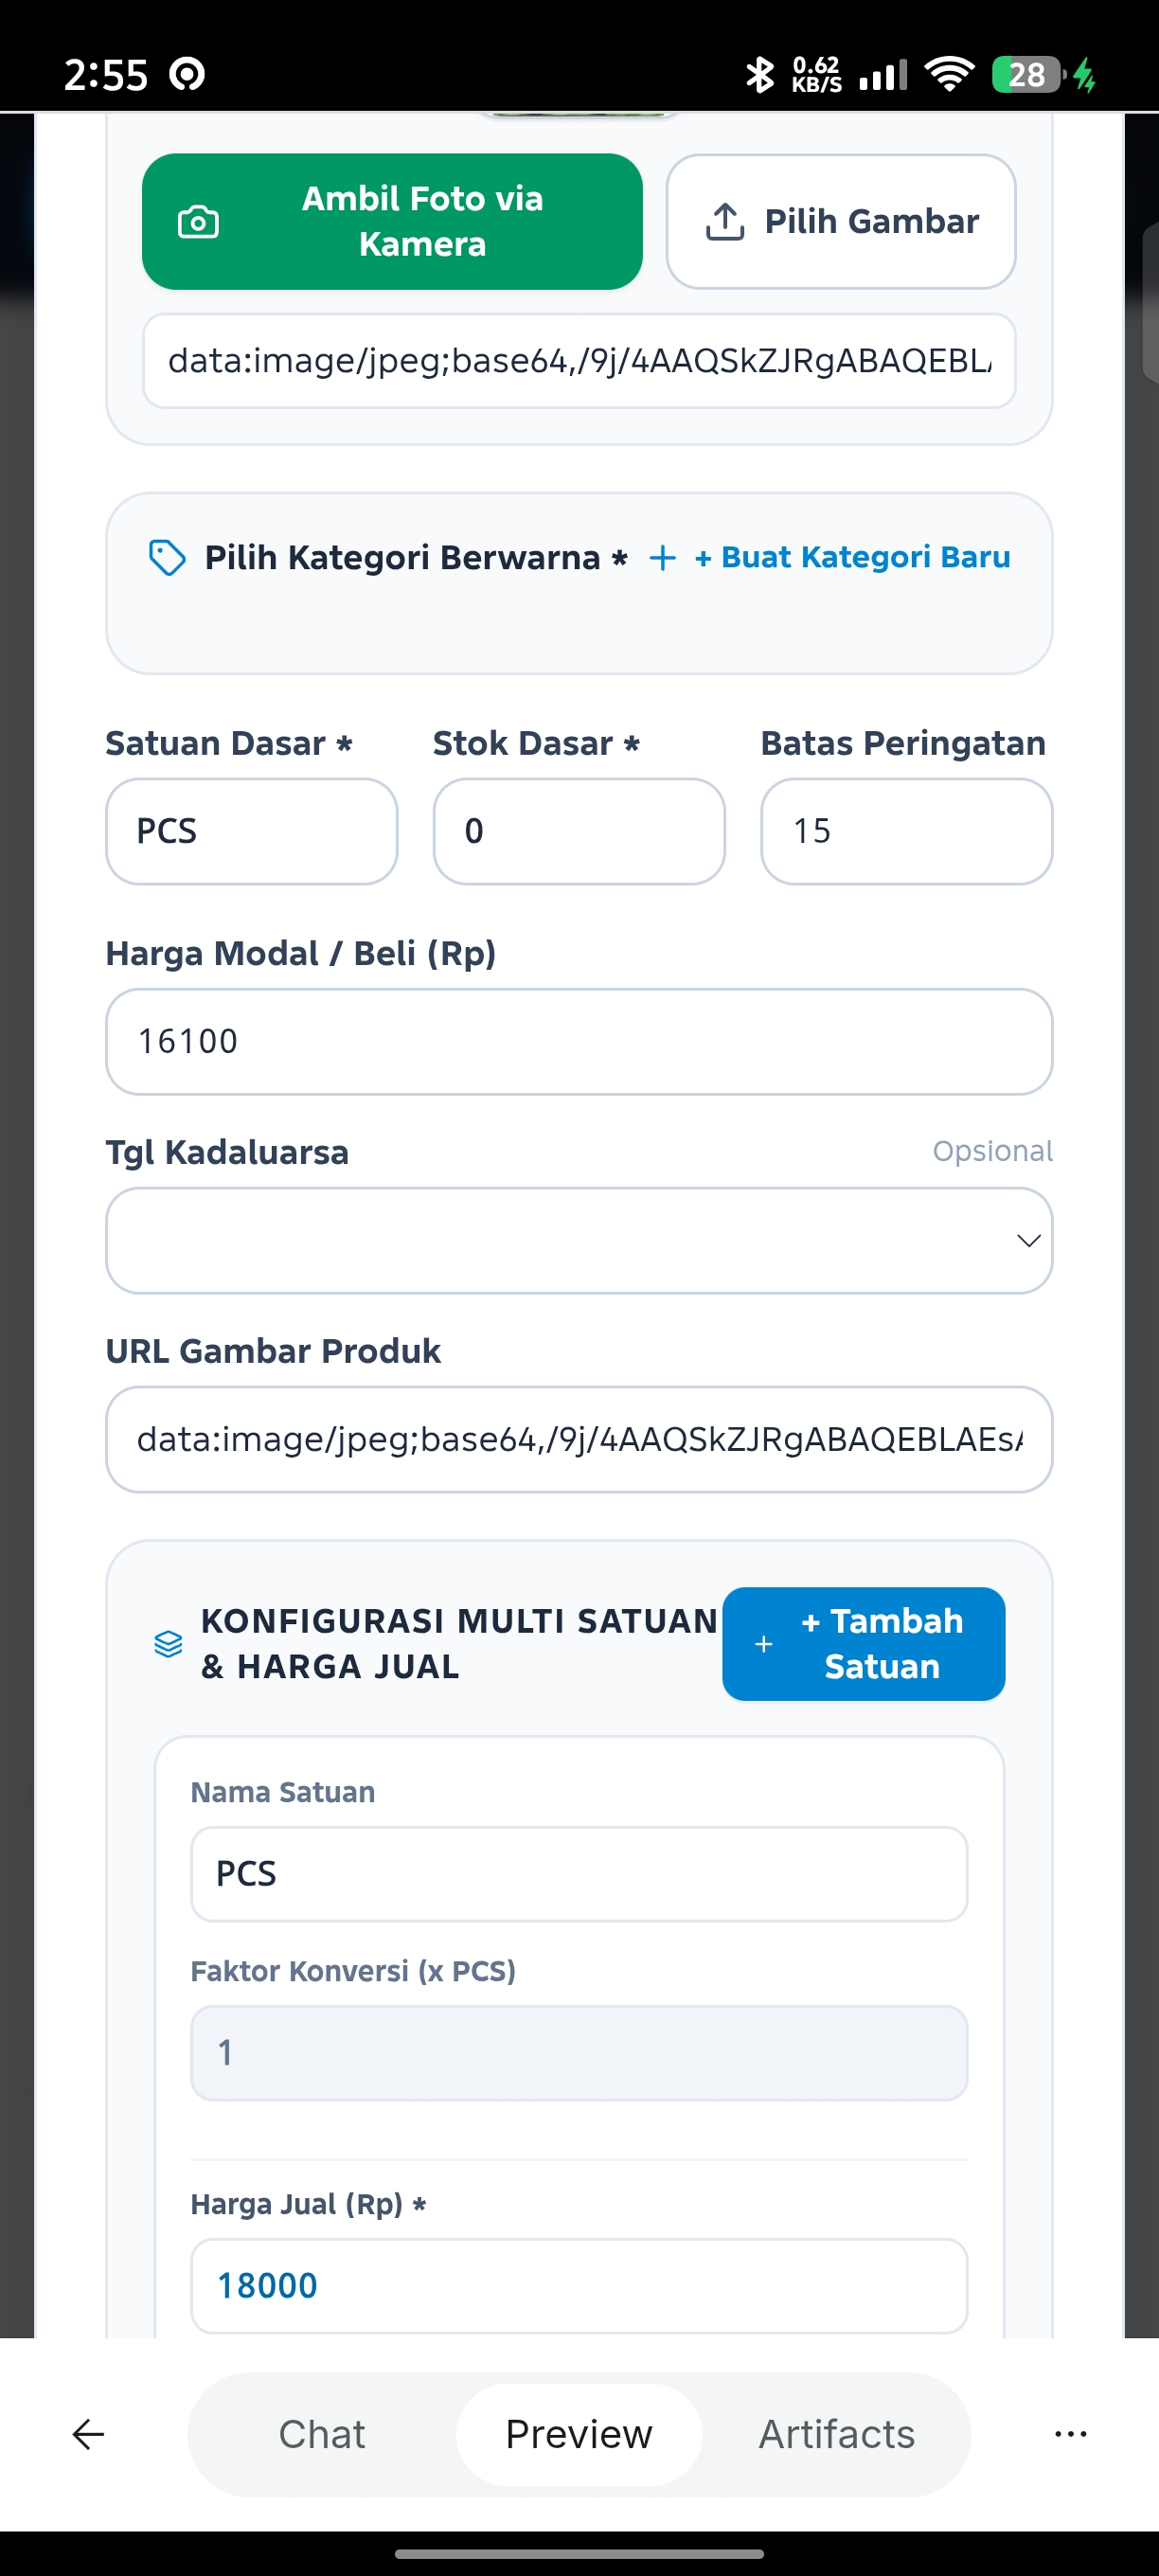 2:55
0.62
KB/S
28
Ambil Foto via
Kamera
Pilih Gambar
data:image/jpeg;base64,/9j/4AAQSkZJRgABAQEBL
Pilih Kategori Berwarna *
+ Buat Kategori Baru
Satuan Dasar *
Stok Dasar *
Batas Peringatan
PCS
0
15
Harga Modal / Beli (Rp)
16100
Tgl Kadaluarsa
Opsional
URL Gambar Produk
data:image/jpeg;base64,/9j/4AAQSkZJRgABAQEBLAEs
KONFIGURASI MULTI SATUAN
& HARGA JUAL
+ Tambah
Satuan
Nama Satuan
PCS
Faktor Konversi (x PCS)
1
Harga Jual (Rp) *
18000
Chat
Preview
Artifacts